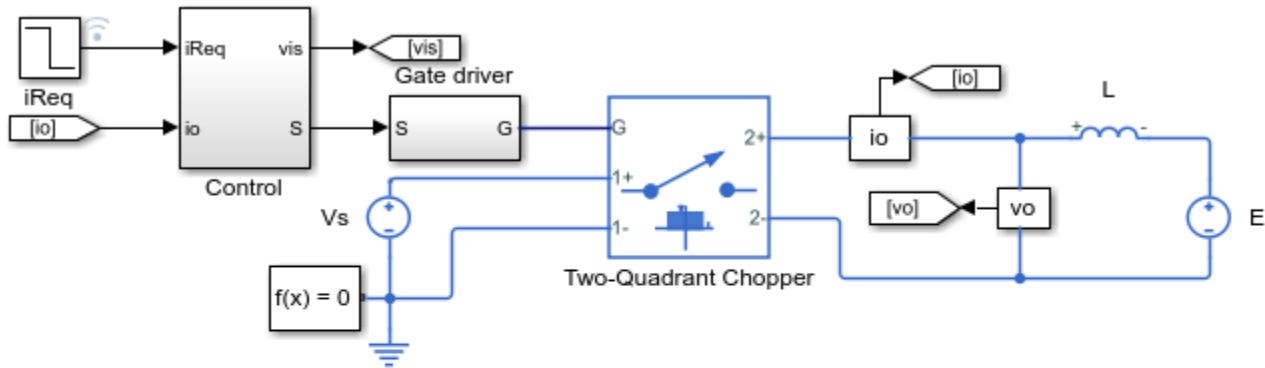 iReq
vis
[vis]
iReq
[io]
io
S
Control
Gate driver
S
G
G
1+
1-
2+
2-
Two-Quadrant Chopper
Vs
f(x) = 0
+
-
io
[io]
L
+
-
[vo]
vo
+
-
E